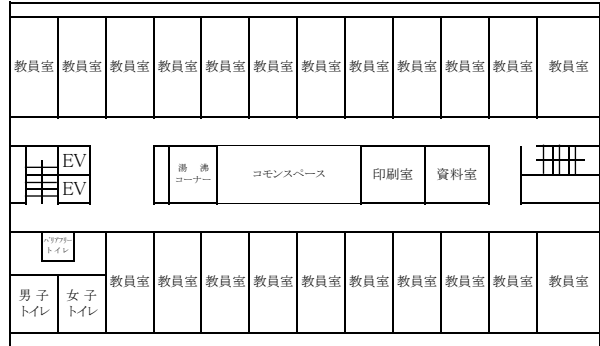 教員室 教員室 教員室 教員室 教員室 教員室 教員室 教員室 教員室 教員室 教員室 教員室
EV
EV
湯 沸
コーナー
コモンスペース
印刷室
資料室
バリアフリー
トイレ
男 子
トイレ
女 子
トイレ
教員室 教員室 教員室 教員室 教員室 教員室 教員室 教員室 教員室 教員室